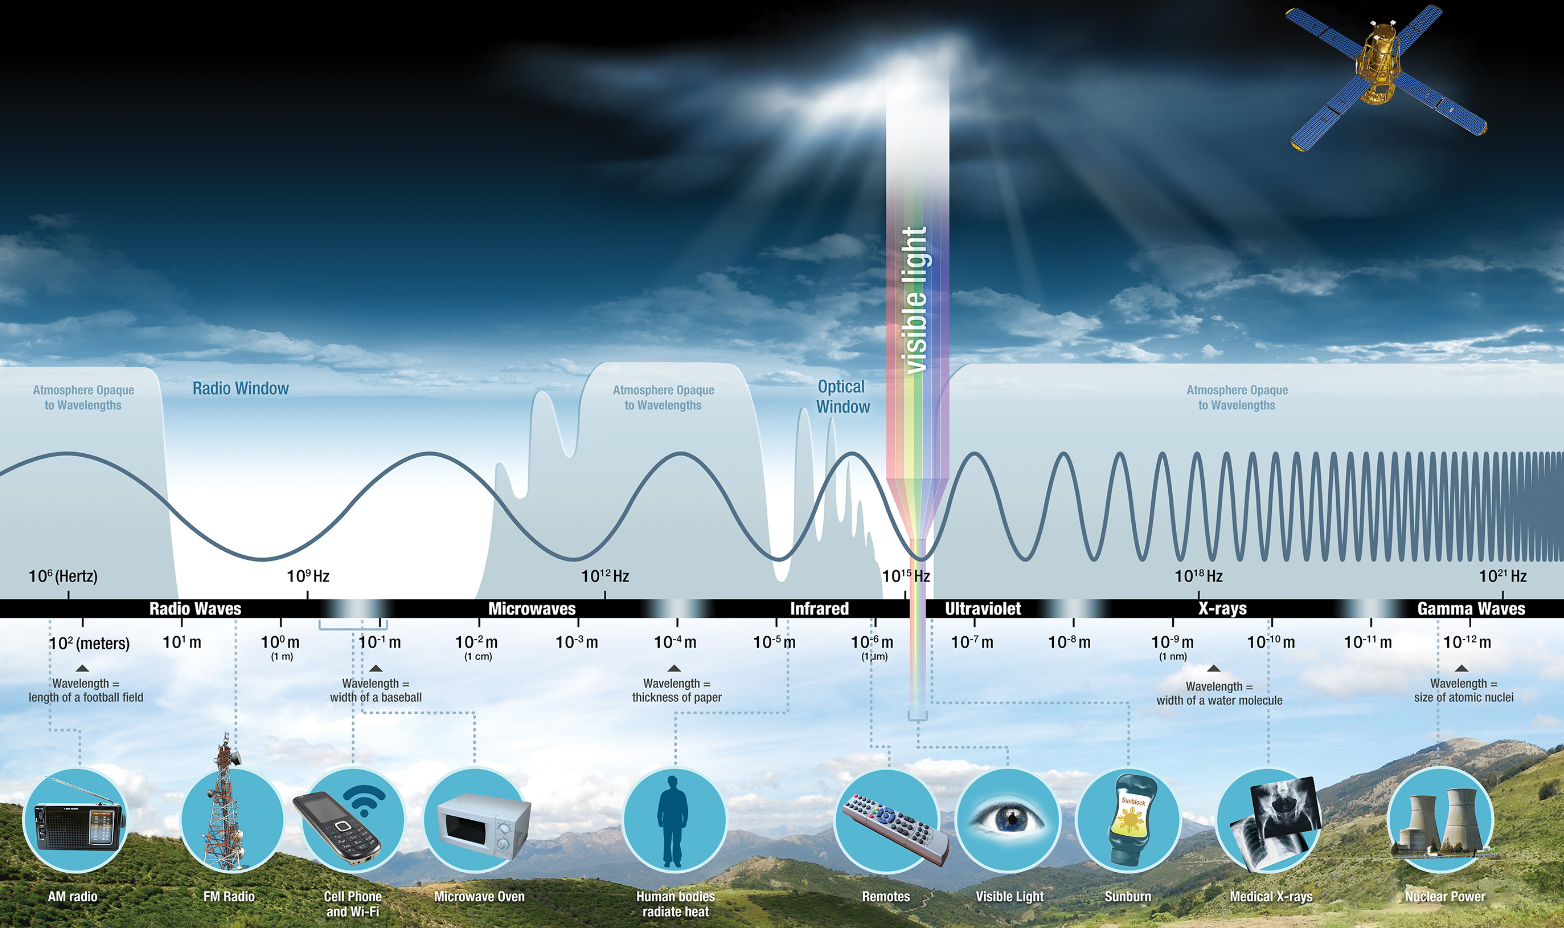 visible light
Atmosphere Opaque
to Wavelengths
Radio Window
Atmosphere Opaque
to Wavelengths
Optical
Window
Atmosphere Opaque
to Wavelengths
10⁶ (Hertz)
10⁹ Hz
10¹² Hz
10¹⁵ Hz
10¹⁸ Hz
10²¹ Hz
Radio Waves
Microwaves
Infrared
Ultraviolet
X-rays
Gamma Waves
10² (meters)
10¹ m
10⁰ m
(1 m)
10⁻¹ m
10⁻² m
(1 cm)
10⁻³ m
10⁻⁴ m
10⁻⁵ m
10⁻⁶ m
(1μm)
10⁻⁷ m
10⁻⁸ m
10⁻⁹ m
(1 nm)
10⁻¹⁰ m
10⁻¹¹ m
10⁻¹² m
Wavelength =
length of a football field
Wavelength =
width of a baseball
Wavelength =
thickness of paper
Wavelength =
width of a water molecule
Wavelength =
size of atomic nuclei
Sunblock
AM radio
FM Radio
Cell Phone
and Wi-Fi
Microwave Oven
Human bodies
radiate heat
Remotes
Visible Light
Sunburn
Medical X-rays
Nuclear Power